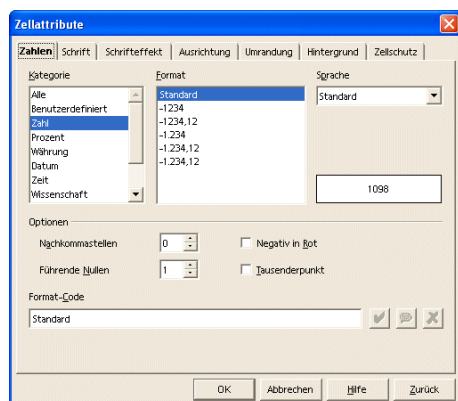 Zellattribute
Zahlen Schrift Schrifteffekt Ausrichtung Umrandung Hintergrund Zellschutz
Kategorie Format Sprache
Alle
Benutzerdefiniert
Zahl
Prozent
Währung
Datum
Zeit
Wissenschaft
Standard
-1234
-1234,12
-1.234
-1.234,12
-1.234,12
Standard
1098
Optionen
Nachkommastellen 0 Negativ in Rot
Führende Nullen 1 Tausenderpunkt
Format-Code
Standard
OK Abbrechen Hilfe Zurück